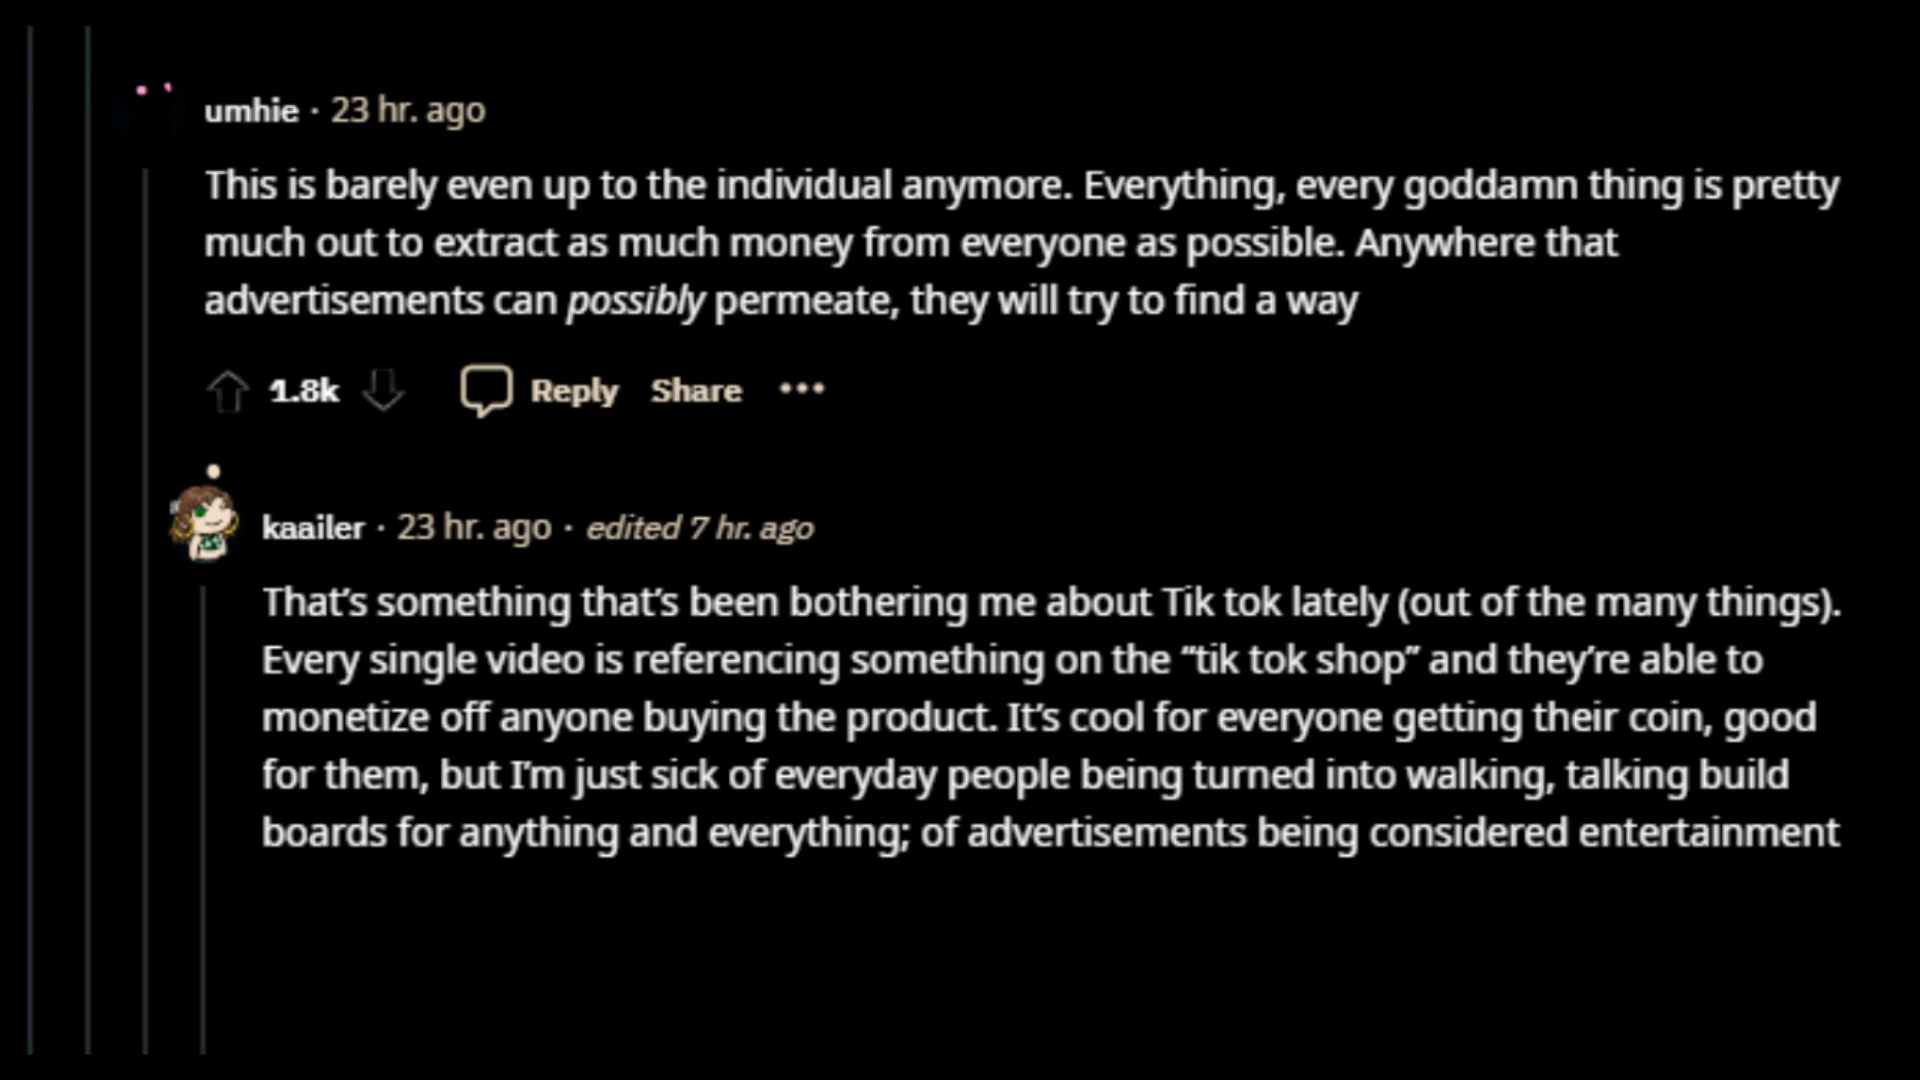 umhie · 23 hr. ago
This is barely even up to the individual anymore. Everything, every goddamn thing is pretty
much out to extract as much money from everyone as possible. Anywhere that
advertisements can possibly permeate, they will try to find a way
1.8k Reply Share ···
kaailer · 23 hr. ago · edited 7 hr. ago
That’s something that’s been bothering me about Tik tok lately (out of the many things).
Every single video is referencing something on the “tik tok shop” and they’re able to
monetize off anyone buying the product. It’s cool for everyone getting their coin, good
for them, but I’m just sick of everyday people being turned into walking, talking build
boards for anything and everything; of advertisements being considered entertainment